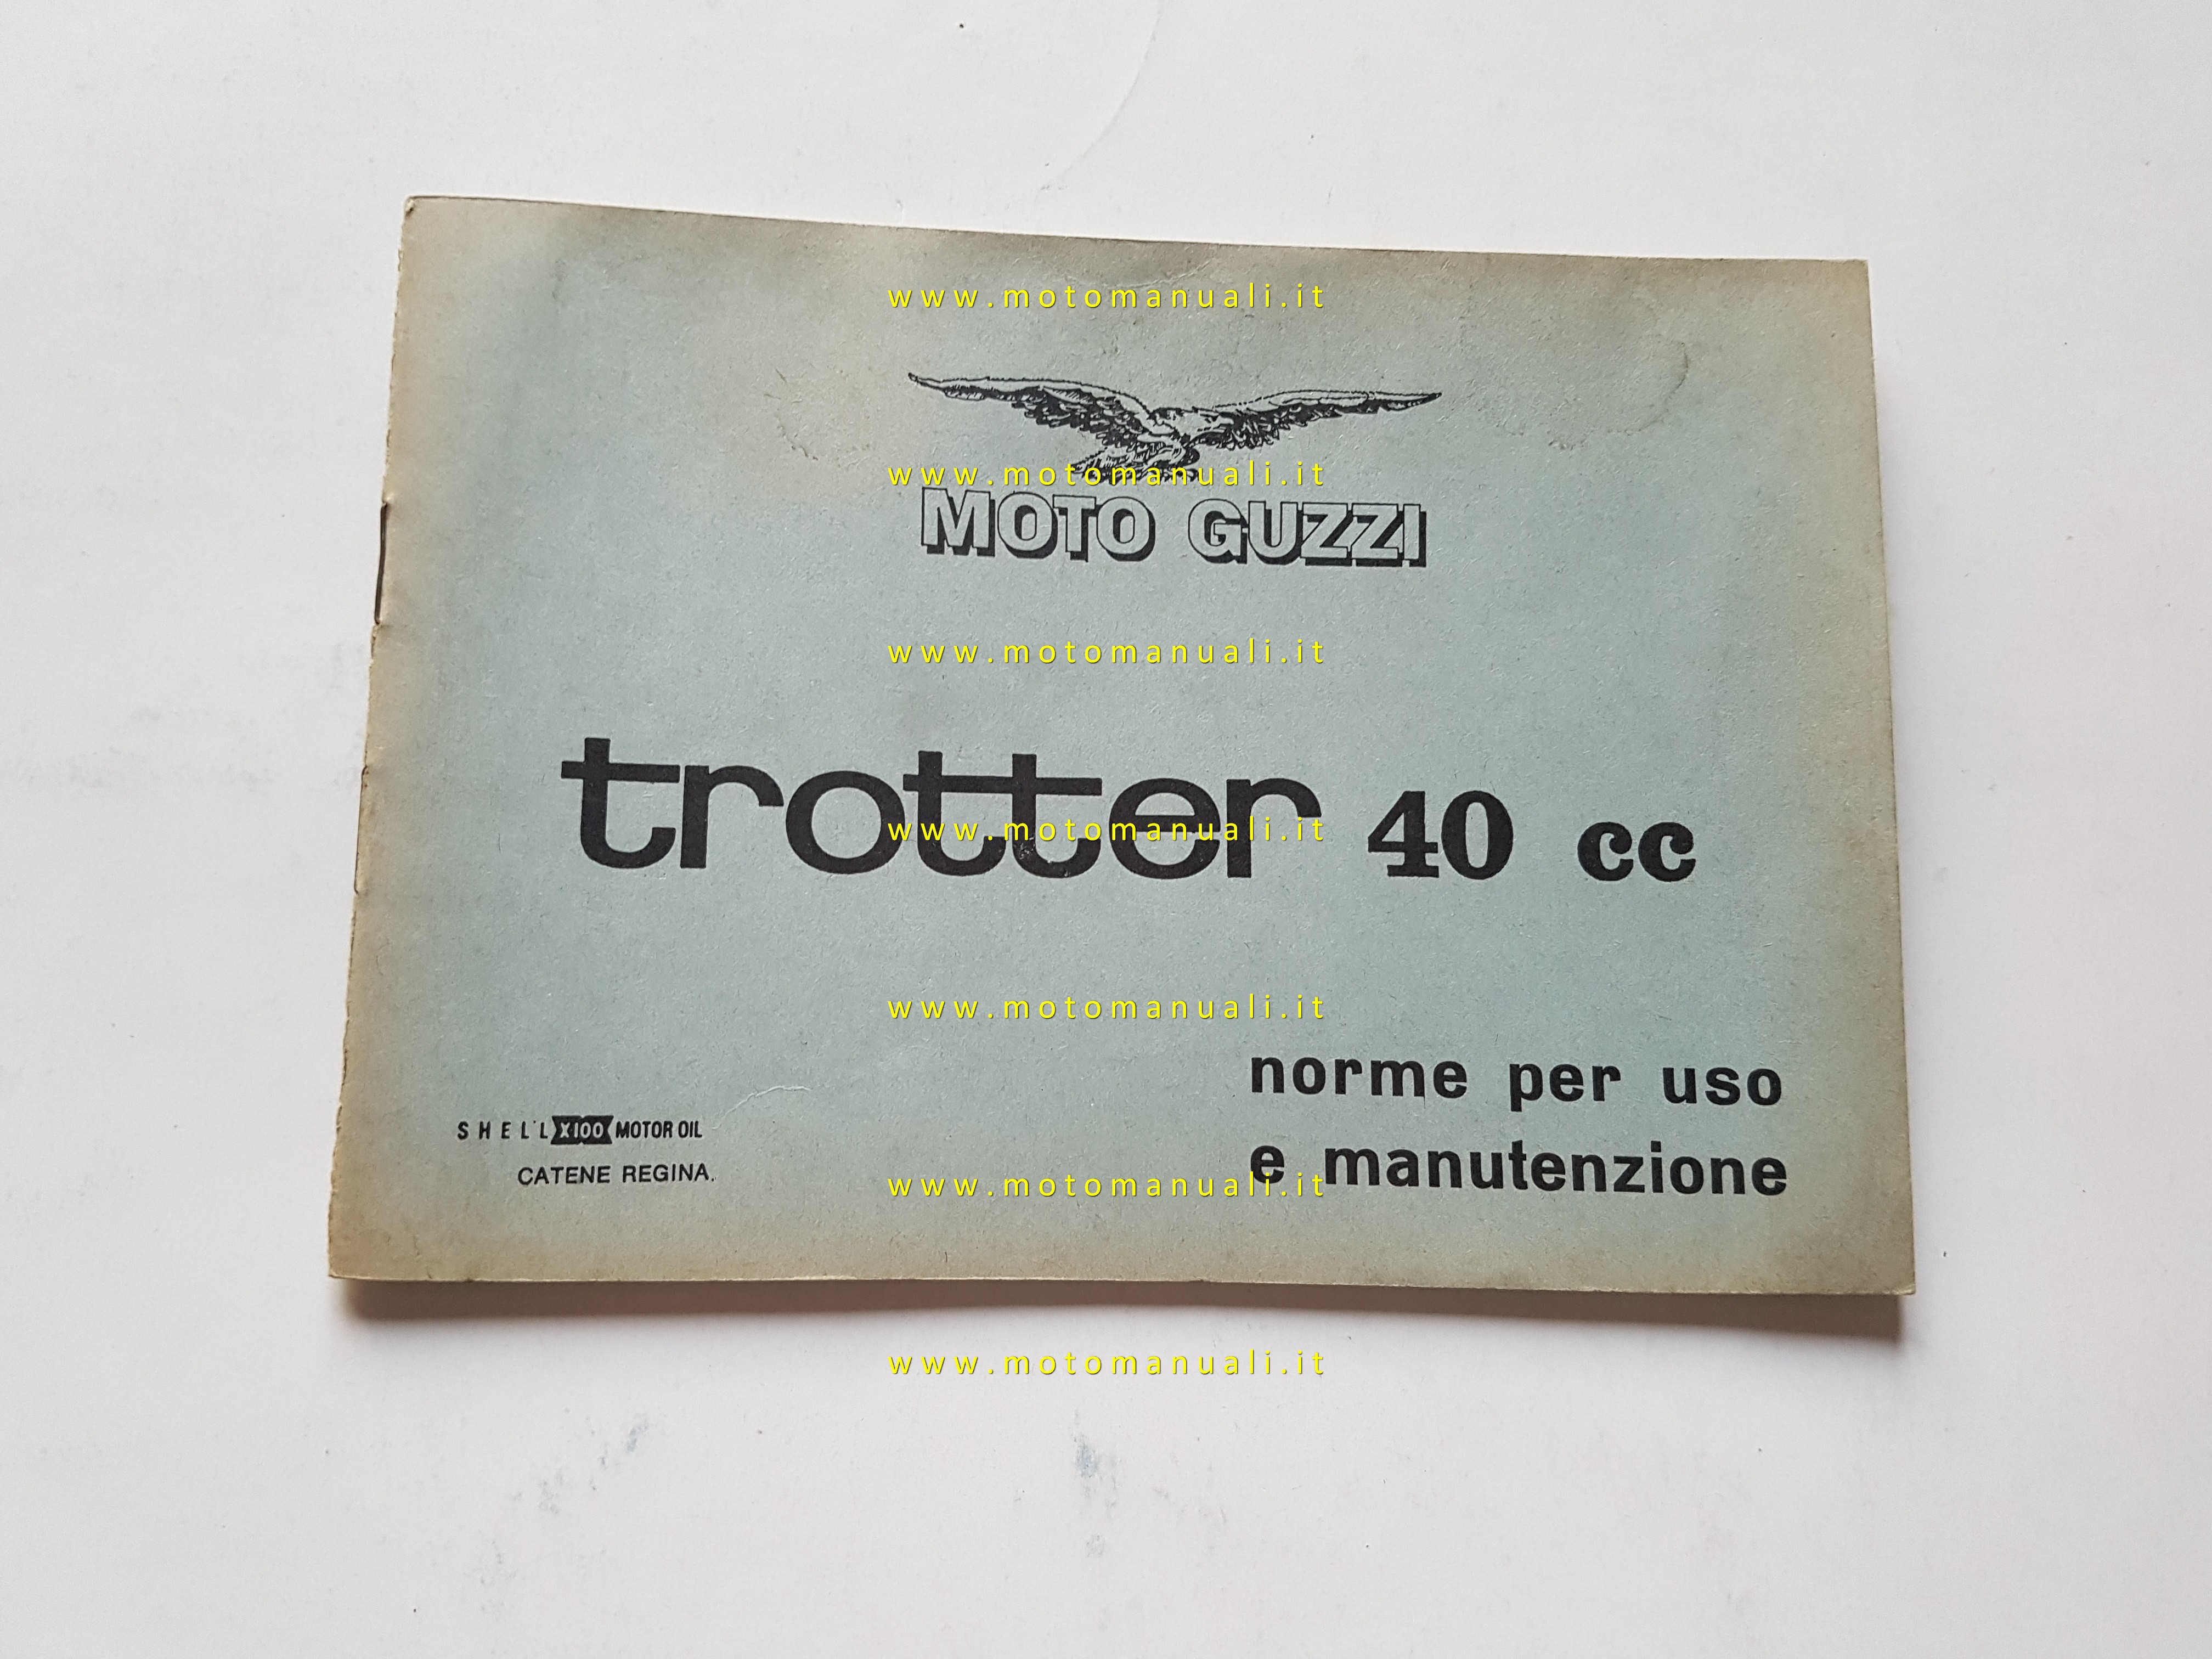 www.motomanuali.it
www.motomanuali.it
MOTO GUZZI
www.motomanuali.it
trotter 40 cc
www.motomanuali.it
www.motomanuali.it
norme per uso
e manutenzione
SHELL X100 MOTOR OIL
CATENE REGINA.
www.motomanuali.it
www.motomanuali.it